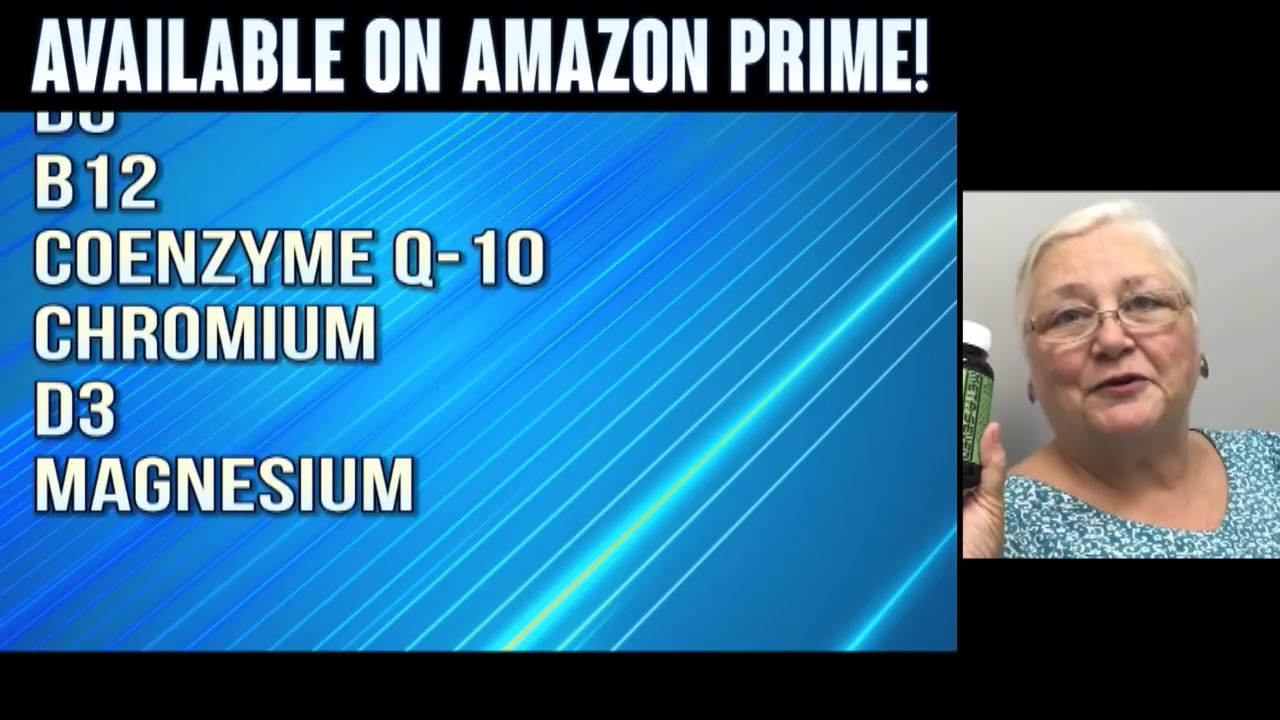 AVAILABLE ON AMAZON PRIME!
B12
COENZYME Q-10
CHROMIUM
D3
MAGNESIUM